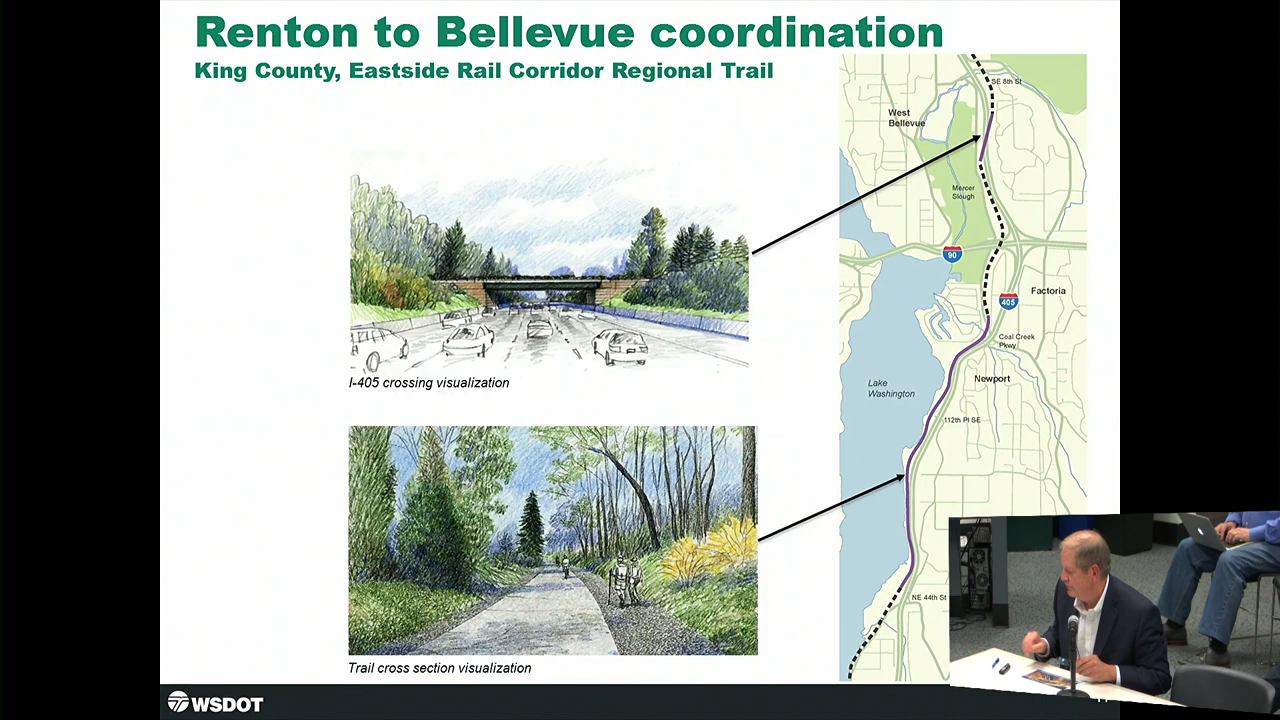 Renton to Bellevue coordination
King County, Eastside Rail Corridor Regional Trail
SE 8th St
West
Bellevue
Mercer
Slough
90
405
Factoria
Coal Creek
Pkwy
Newport
Lake
Washington
112th Pl SE
NE 44th St
I-405 crossing visualization
Trail cross section visualization
WSDOT